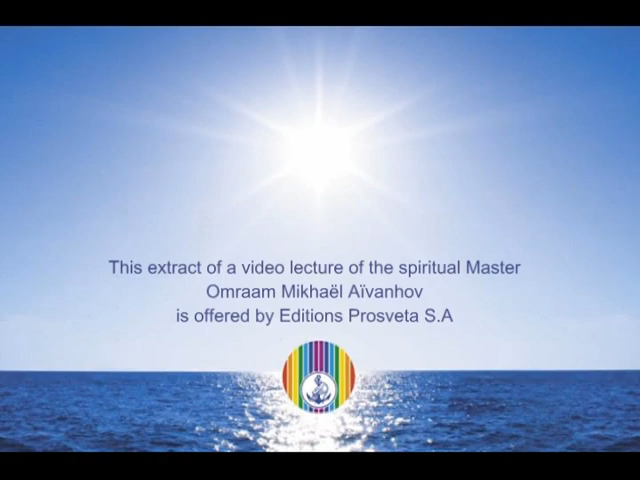 This extract of a video lecture of the spiritual Master
Omraam Mikhaël Aïvanhov
is offered by Editions Prosveta S.A